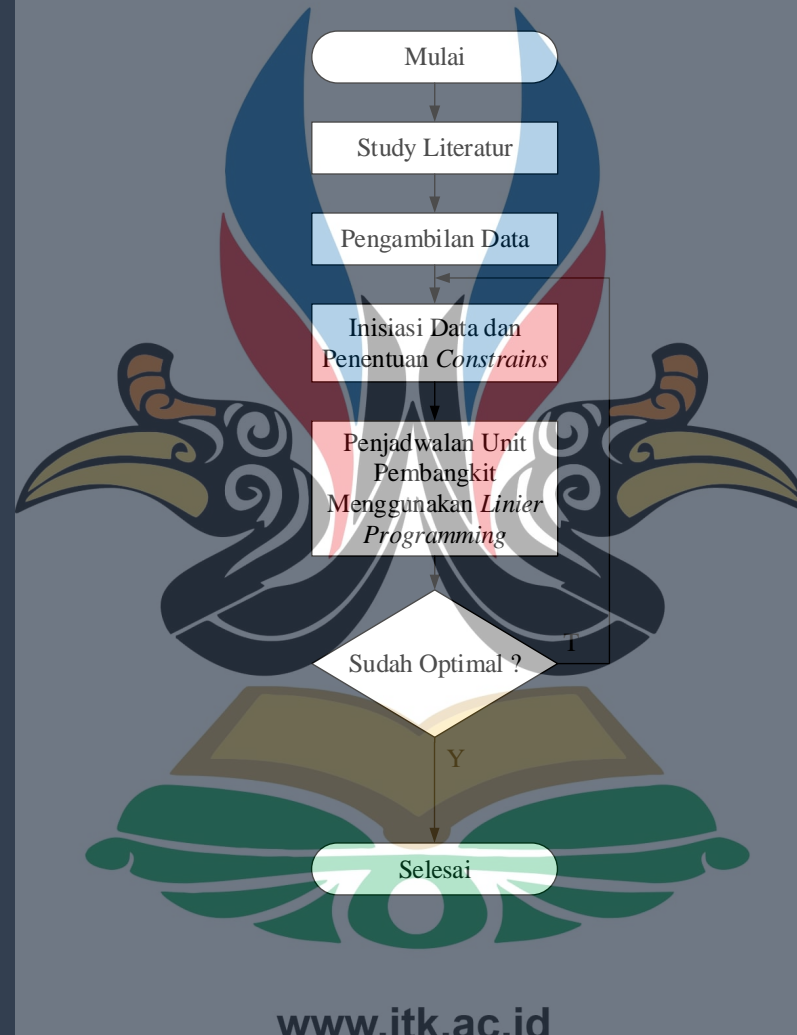 Mulai
Study Literatur
Pengambilan Data
Inisiasi Data dan
Penentuan Constrains
Penjadwalan Unit
Pembangkit
Menggunakan Linier
Programming
Sudah Optimal ?
T
Y
Selesai
www.itk.ac.id